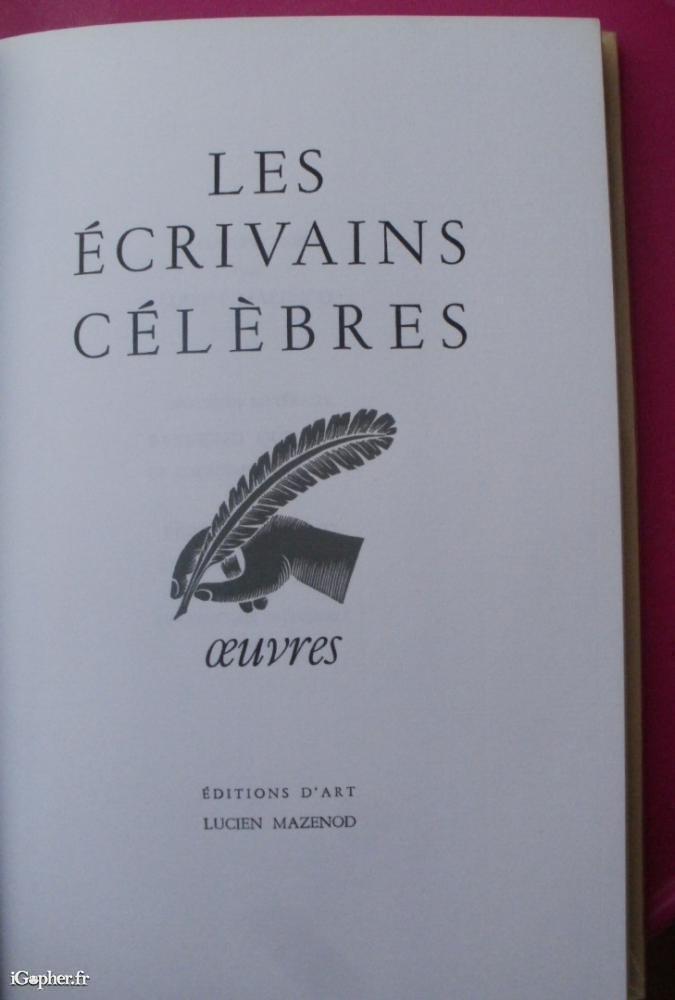 LES
ÉCRIVAINS
CÉLÈBRES
œuvres
ÉDITIONS D'ART
LUCIEN MAZENOD
iGopher.fr